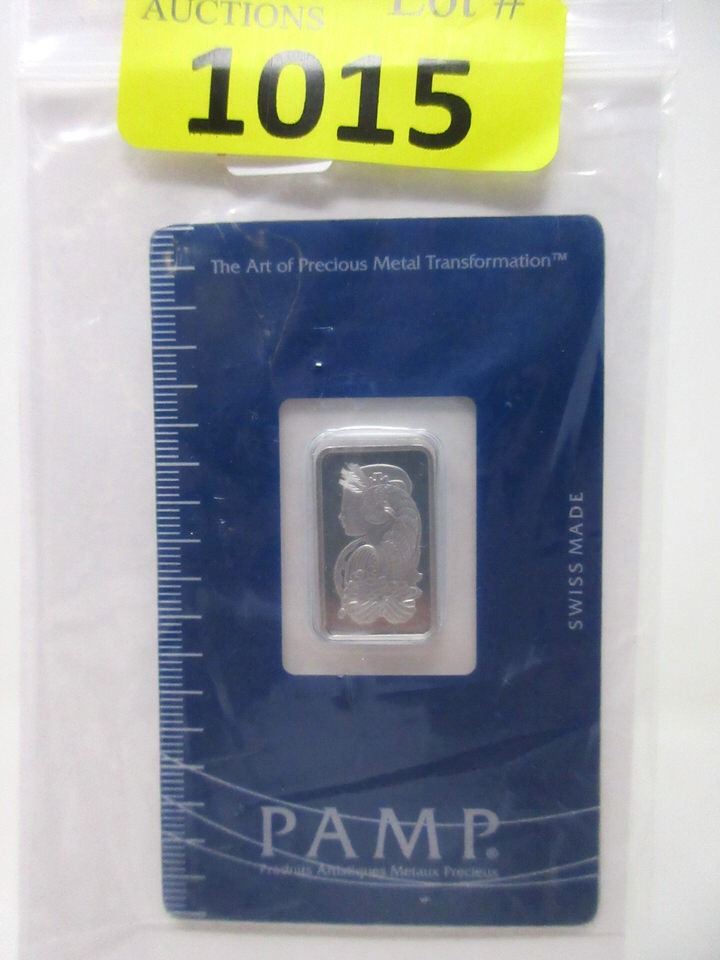 AUCTIONS Lot #
1015
The Art of Precious Metal Transformation™
SWISS MADE
PAMP.
Produits Artistiques Métaux Précieux